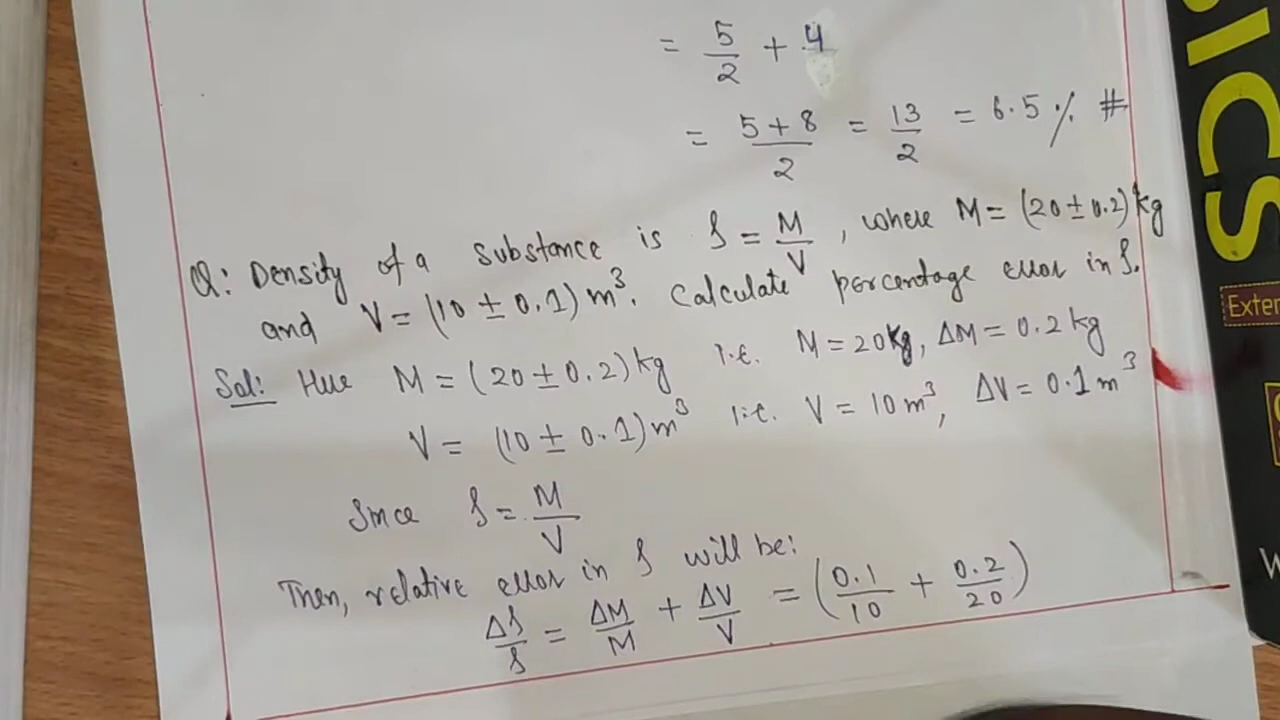 = 5/2 + 4
= (5+8)/2 = 13/2 = 6.5% #
Q: Density of a substance is ρ = M/V, where M = (20 ± 0.2) kg
and V = (10 ± 0.1) m³. Calculate percentage error in ρ.
Sol: Here M = (20 ± 0.2) kg i.e. M = 20 kg, ΔM = 0.2 kg
V = (10 ± 0.1) m³ i.e. V = 10 m³, ΔV = 0.1 m³
Since ρ = M/V
Then, relative error in ρ will be:
Δρ/ρ = ΔM/M + ΔV/V = (0.1/10 + 0.2/20)
SICS
Exter